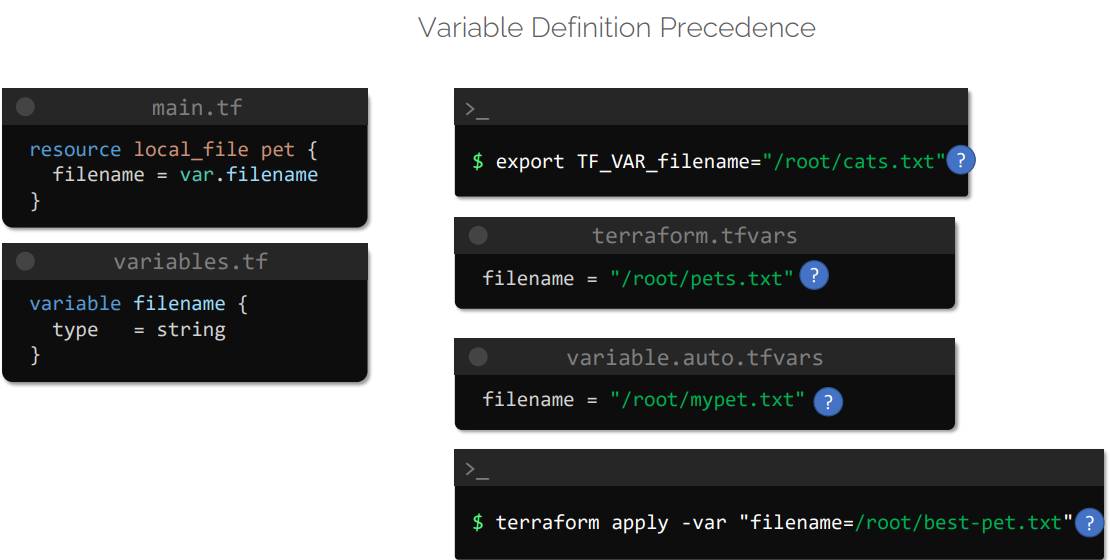 Variable Definition Precedence
main.tf
resource local_file pet {
filename = var.filename
}
variables.tf
variable filename {
type = string
}
>_
$ export TF_VAR_filename="/root/cats.txt" ?
terraform.tfvars
filename = "/root/pets.txt" ?
variable.auto.tfvars
filename = "/root/mypet.txt" ?
>_
$ terraform apply -var "filename=/root/best-pet.txt" ?